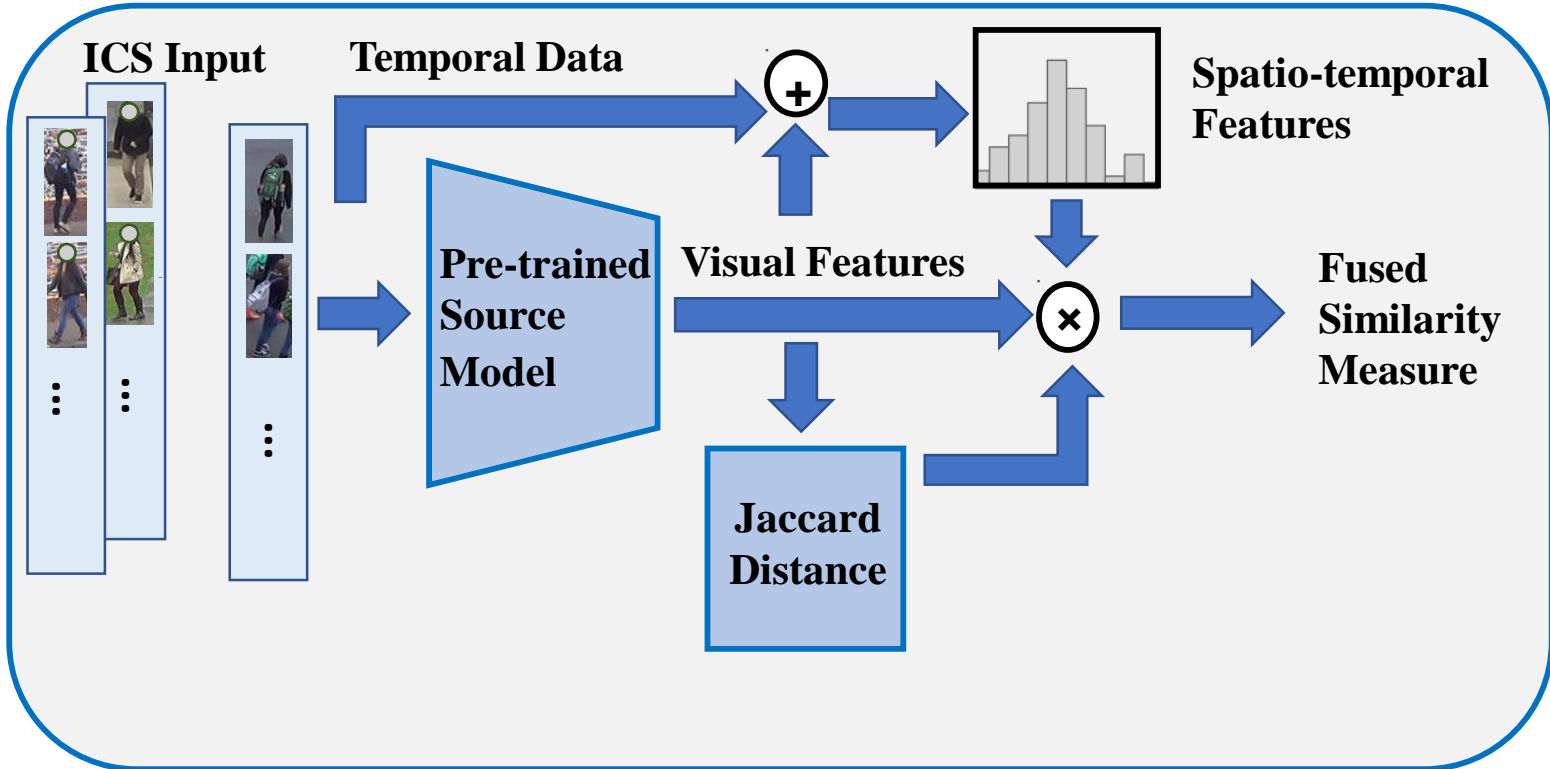 ICS Input
Temporal Data
+
Spatio-temporal
Features
Pre-trained
Source
Model
Visual Features
×
Fused
Similarity
Measure
Jaccard
Distance